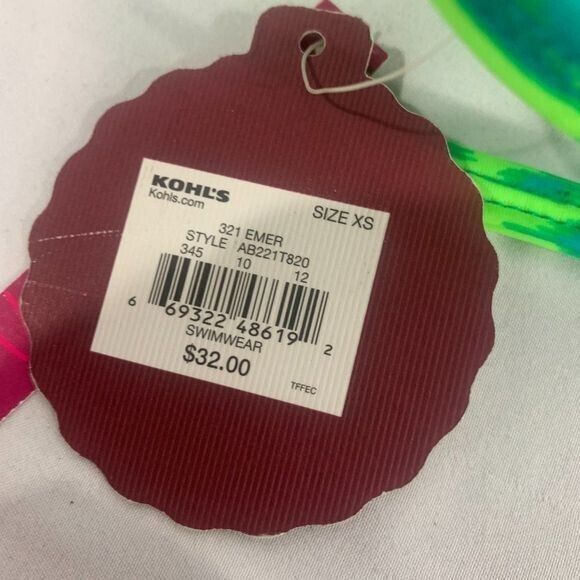 KOHL'S
Kohls.com
SIZE XS
321 EMER
STYLE AB221T820
345 10 12
6 69322 48619 2
SWIMWEAR
$32.00
TFFEC